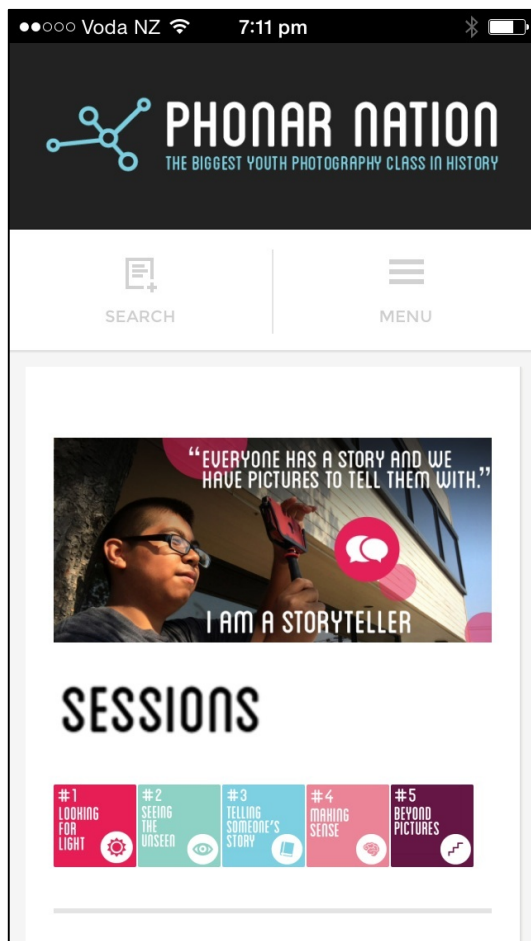 Voda NZ 7:11 pm
PHONAR NATION
THE BIGGEST YOUTH PHOTOGRAPHY CLASS IN HISTORY
SEARCH MENU
“EVERYONE HAS A STORY AND WE
HAVE PICTURES TO TELL THEM WITH.”
I AM A STORYTELLER
SESSIONS
#1
LOOKING
FOR
LIGHT
#2
SEEING
THE
UNSEEN
#3
TELLING
SOMEONE'S
STORY
#4
MAKING
SENSE
#5
BEYOND
PICTURES